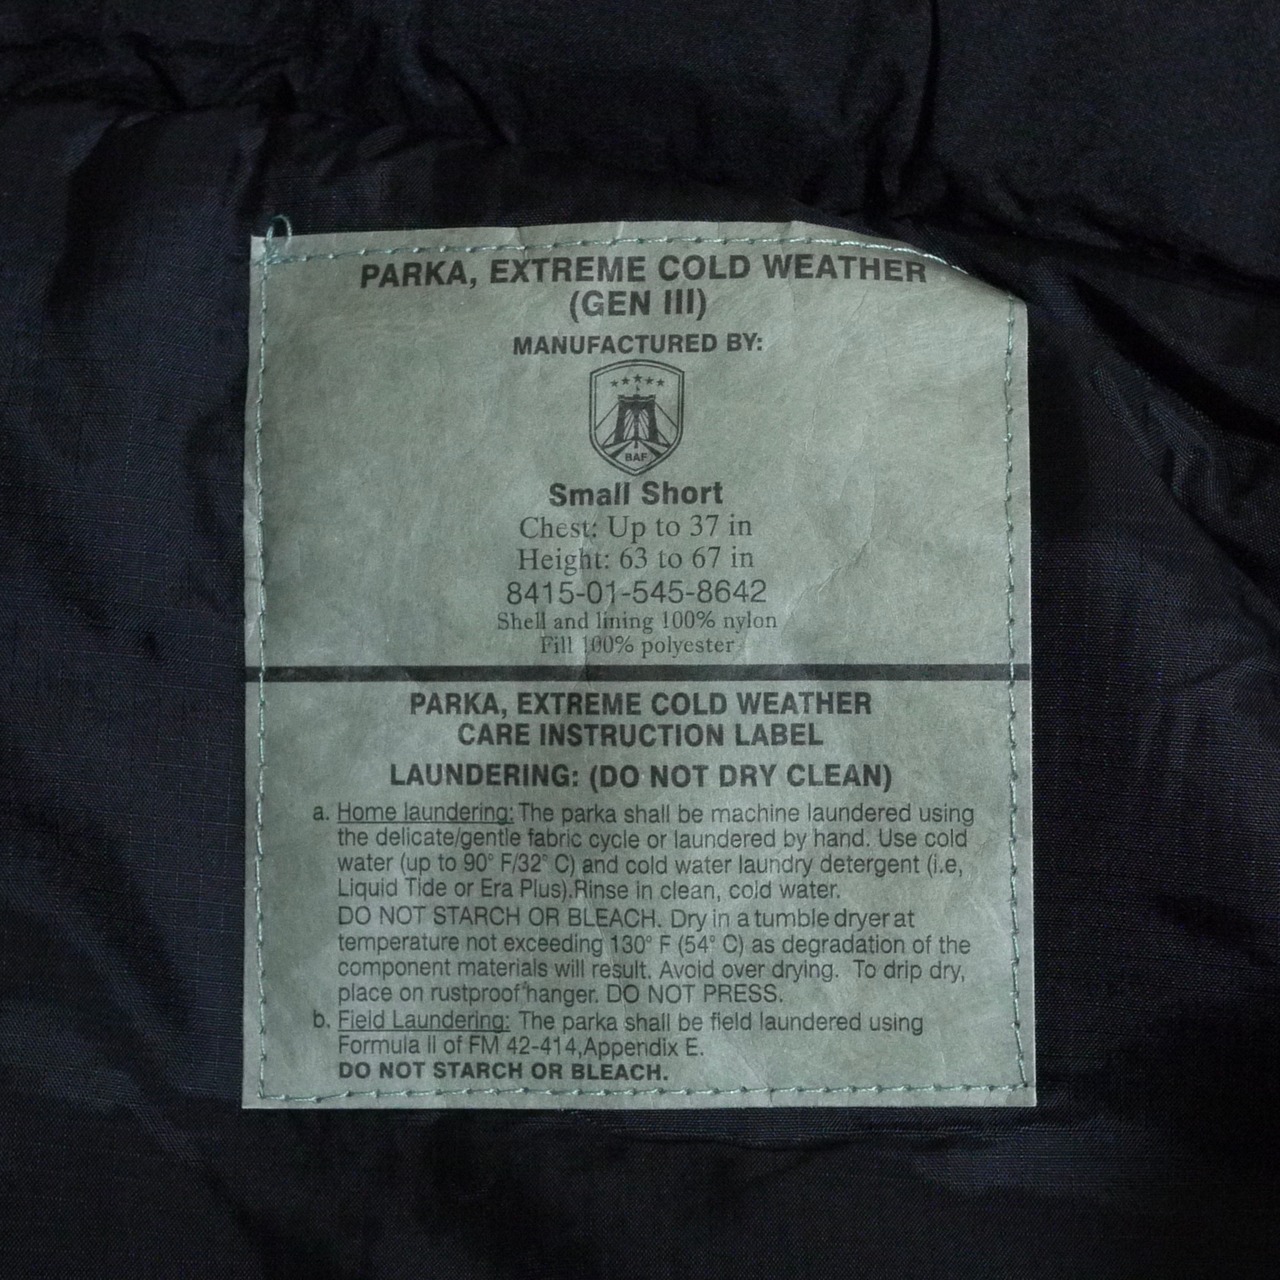 PARKA, EXTREME COLD WEATHER
(GEN III)
MANUFACTURED BY:
BAF
Small Short
Chest: Up to 37 in
Height: 63 to 67 in
8415-01-545-8642
Shell and lining 100% nylon
Fill 100% polyester
PARKA, EXTREME COLD WEATHER
CARE INSTRUCTION LABEL
LAUNDERING: (DO NOT DRY CLEAN)
a. Home laundering: The parka shall be machine laundered using
the delicate/gentle fabric cycle or laundered by hand. Use cold
water (up to 90° F/32° C) and cold water laundry detergent (i.e,
Liquid Tide or Era Plus).Rinse in clean, cold water.
DO NOT STARCH OR BLEACH. Dry in a tumble dryer at
temperature not exceeding 130° F (54° C) as degradation of the
component materials will result. Avoid over drying. To drip dry,
place on rustproof hanger. DO NOT PRESS.
b. Field Laundering: The parka shall be field laundered using
Formula II of FM 42-414,Appendix E.
DO NOT STARCH OR BLEACH.